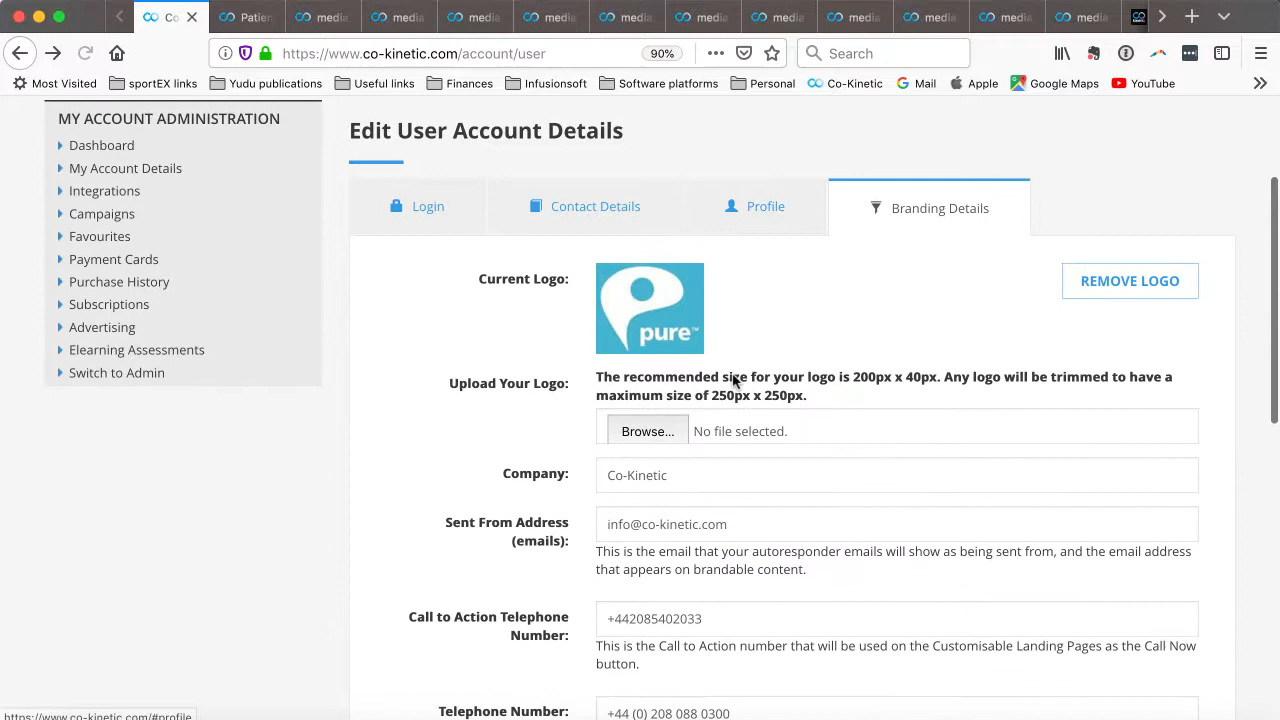 Co
Patien
media
media
media
media
media
media
media
media
media
media
media
https://www.co-kinetic.com/account/user
90%
Search
Most Visited
sportEX links
Yudu publications
Useful links
Finances
Infusionsoft
Software platforms
Personal
Co-Kinetic
Gmail
Apple
Google Maps
YouTube
MY ACCOUNT ADMINISTRATION
Dashboard
My Account Details
Integrations
Campaigns
Favourites
Payment Cards
Purchase History
Subscriptions
Advertising
Elearning Assessments
Switch to Admin
Edit User Account Details
Login
Contact Details
Profile
Branding Details
Current Logo:
pure™
REMOVE LOGO
Upload Your Logo:
The recommended size for your logo is 200px x 40px. Any logo will be trimmed to have a
maximum size of 250px x 250px.
Browse... No file selected.
Company:
Co-Kinetic
Sent From Address
(emails):
info@co-kinetic.com
This is the email that your autoresponder emails will show as being sent from, and the email address
that appears on brandable content.
Call to Action Telephone
Number:
+442085402033
This is the Call to Action number that will be used on the Customisable Landing Pages as the Call Now
button.
Telephone Number:
+44 (0) 208 088 0300
https://www.co-kinetic.com/#profile